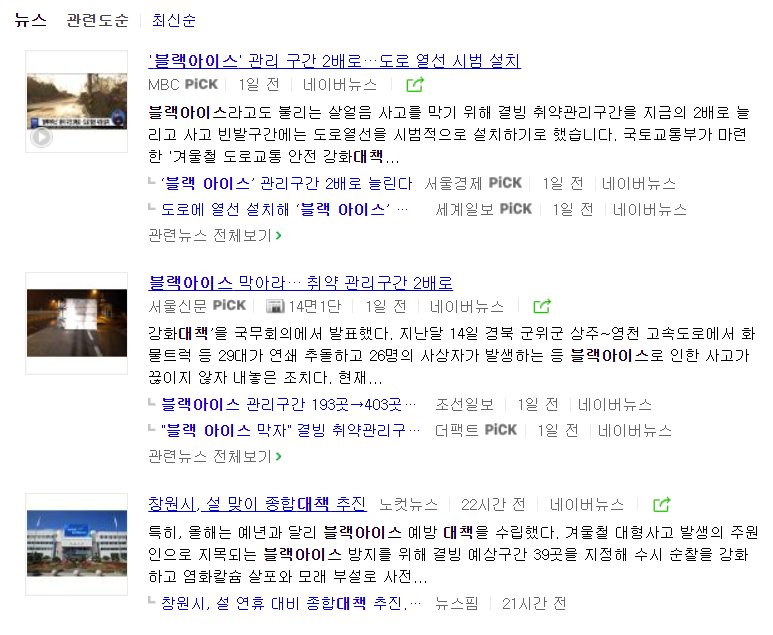 뉴스 관련도순 최신순
'블랙아이스' 관리 구간 2배로…도로 열선 시범 설치
MBC PiCK 1일 전 네이버뉴스
블랙아이스라고도 불리는 살얼음 사고를 막기 위해 결빙 취약관리구간을 지금의 2배로 늘
리고 사고 빈발구간에는 도로열선을 시범적으로 설치하기로 했습니다. 국토교통부가 마련
한 '겨울철 도로교통 안전 강화대책...
‘블랙 아이스’ 관리구간 2배로 늘린다 서울경제 PiCK 1일 전 네이버뉴스
도로에 열선 설치해 ‘블랙 아이스’ … 세계일보 PiCK 1일 전 네이버뉴스
관련뉴스 전체보기
블랙아이스 막아라… 취약 관리구간 2배로
서울신문 PiCK 14면1단 1일 전 네이버뉴스
강화대책’을 국무회의에서 발표했다. 지난달 14일 경북 군위군 상주~영천 고속도로에서 화
물트럭 등 29대가 연쇄 추돌하고 26명의 사상자가 발생하는 등 블랙아이스로 인한 사고가
끊이지 않자 내놓은 조치다. 현재...
블랙아이스 관리구간 193곳→403곳… 조선일보 1일 전 네이버뉴스
"블랙 아이스 막자" 결빙 취약관리구… 더팩트 PiCK 1일 전 네이버뉴스
관련뉴스 전체보기
창원시, 설 맞이 종합대책 추진 노컷뉴스 22시간 전 네이버뉴스
특히, 올해는 예년과 달리 블랙아이스 예방 대책을 수립했다. 겨울철 대형사고 발생의 주원
인으로 지목되는 블랙아이스 방지를 위해 결빙 예상구간 39곳을 지정해 수시 순찰을 강화
하고 염화칼슘 살포와 모래 부설로 사전...
창원시, 설 연휴 대비 종합대책 추진.… 뉴스핌 21시간 전